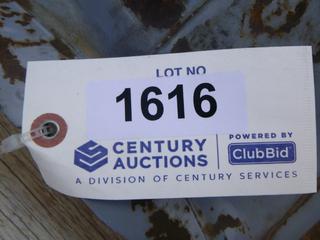 LOT NO
1616
CENTURY AUCTIONS
POWERED BY
ClubBid
A DIVISION OF CENTURY SERVICES